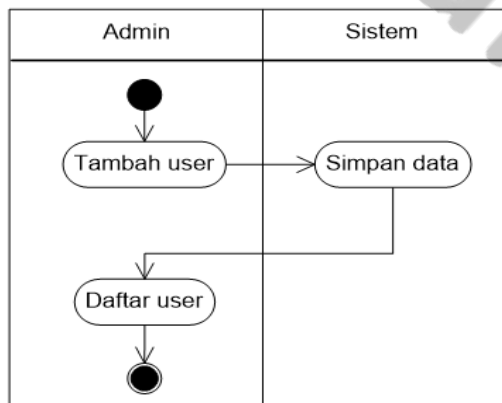 Admin
Sistem
Tambah user
Simpan data
Daftar user